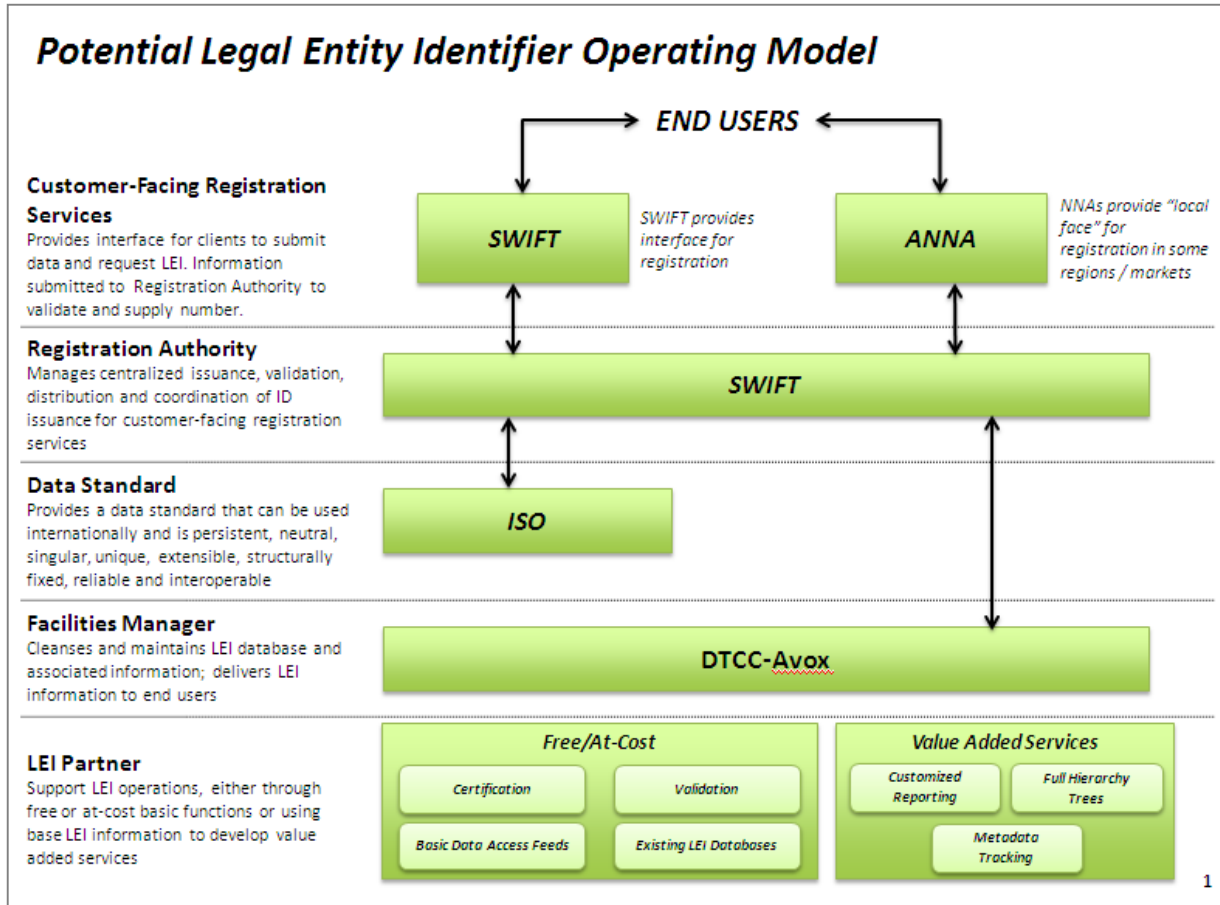 Potential Legal Entity Identifier Operating Model
END USERS
Customer-Facing Registration
Services
Provides interface for clients to submit
data and request LEI. Information
submitted to Registration Authority to
validate and supply number.
SWIFT
SWIFT provides
interface for
registration
ANNA
NNAs provide “local
face” for
registration in some
regions / markets
Registration Authority
Manages centralized issuance, validation,
distribution and coordination of ID
issuance for customer-facing registration
services
SWIFT
Data Standard
Provides a data standard that can be used
internationally and is persistent, neutral,
singular, unique, extensible, structurally
fixed, reliable and interoperable
ISO
Facilities Manager
Cleanses and maintains LEI database and
associated information; delivers LEI
information to end users
DTCC-Avox
LEI Partner
Support LEI operations, either through
free or at-cost basic functions or using
base LEI information to develop value
added services
Free/At-Cost
Certification
Validation
Basic Data Access Feeds
Existing LEI Databases
Value Added Services
Customized
Reporting
Full Hierarchy
Trees
Metadata
Tracking
1